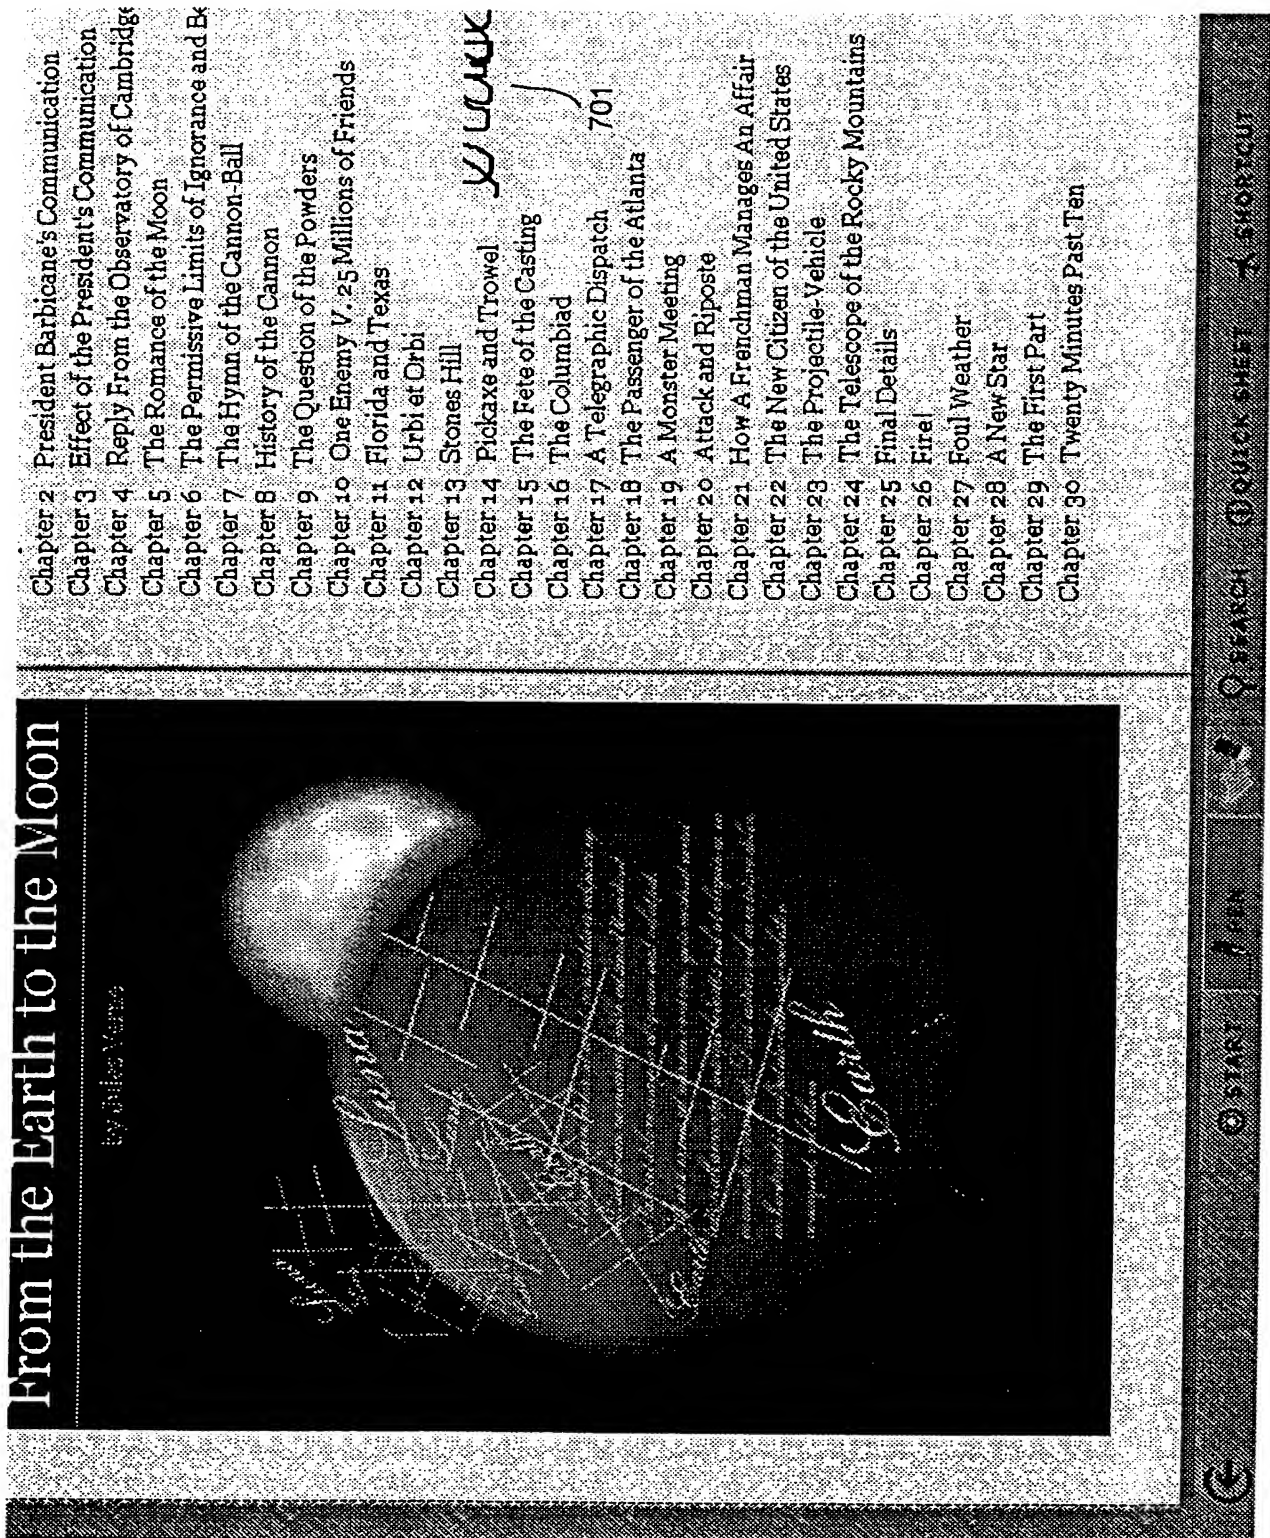 From the Earth to the Moon
by Jules Verne
Luna
Earth
Earth
Chapter 2 President Barbicane's Communication
Chapter 3 Effect of the President's Communication
Chapter 4 Reply From the Observatory of Cambridge
Chapter 5 The Romance of the Moon
Chapter 6 The Permissive Limits of Ignorance and Be
Chapter 7 The Hymn of the Cannon-Ball
Chapter 8 History of the Cannon
Chapter 9 The Question of the Powders
Chapter 10 One Enemy V. 25 Millions of Friends
Chapter 11 Florida and Texas
Chapter 12 Urbi et Orbi
Chapter 13 Stones Hill
Chapter 14 Pickaxe and Trowel
Chapter 15 The Fete of the Casting
Chapter 16 The Columbiad
Chapter 17 A Telegraphic Dispatch
701
Chapter 18 The Passenger of the Atlanta
Chapter 19 A Monster Meeting
Chapter 20 Attack and Riposte
Chapter 21 How A Frenchman Manages An Affair
Chapter 22 The New Citizen of the United States
Chapter 23 The Projectile-Vehicle
Chapter 24 The Telescope of the Rocky Mountains
Chapter 25 Final Details
Chapter 26 Fire!
Chapter 27 Foul Weather
Chapter 28 A New Star
Chapter 29 The First Part
Chapter 30 Twenty Minutes Past Ten
START PEN SEARCH QUICK SHEET SHORTCUT